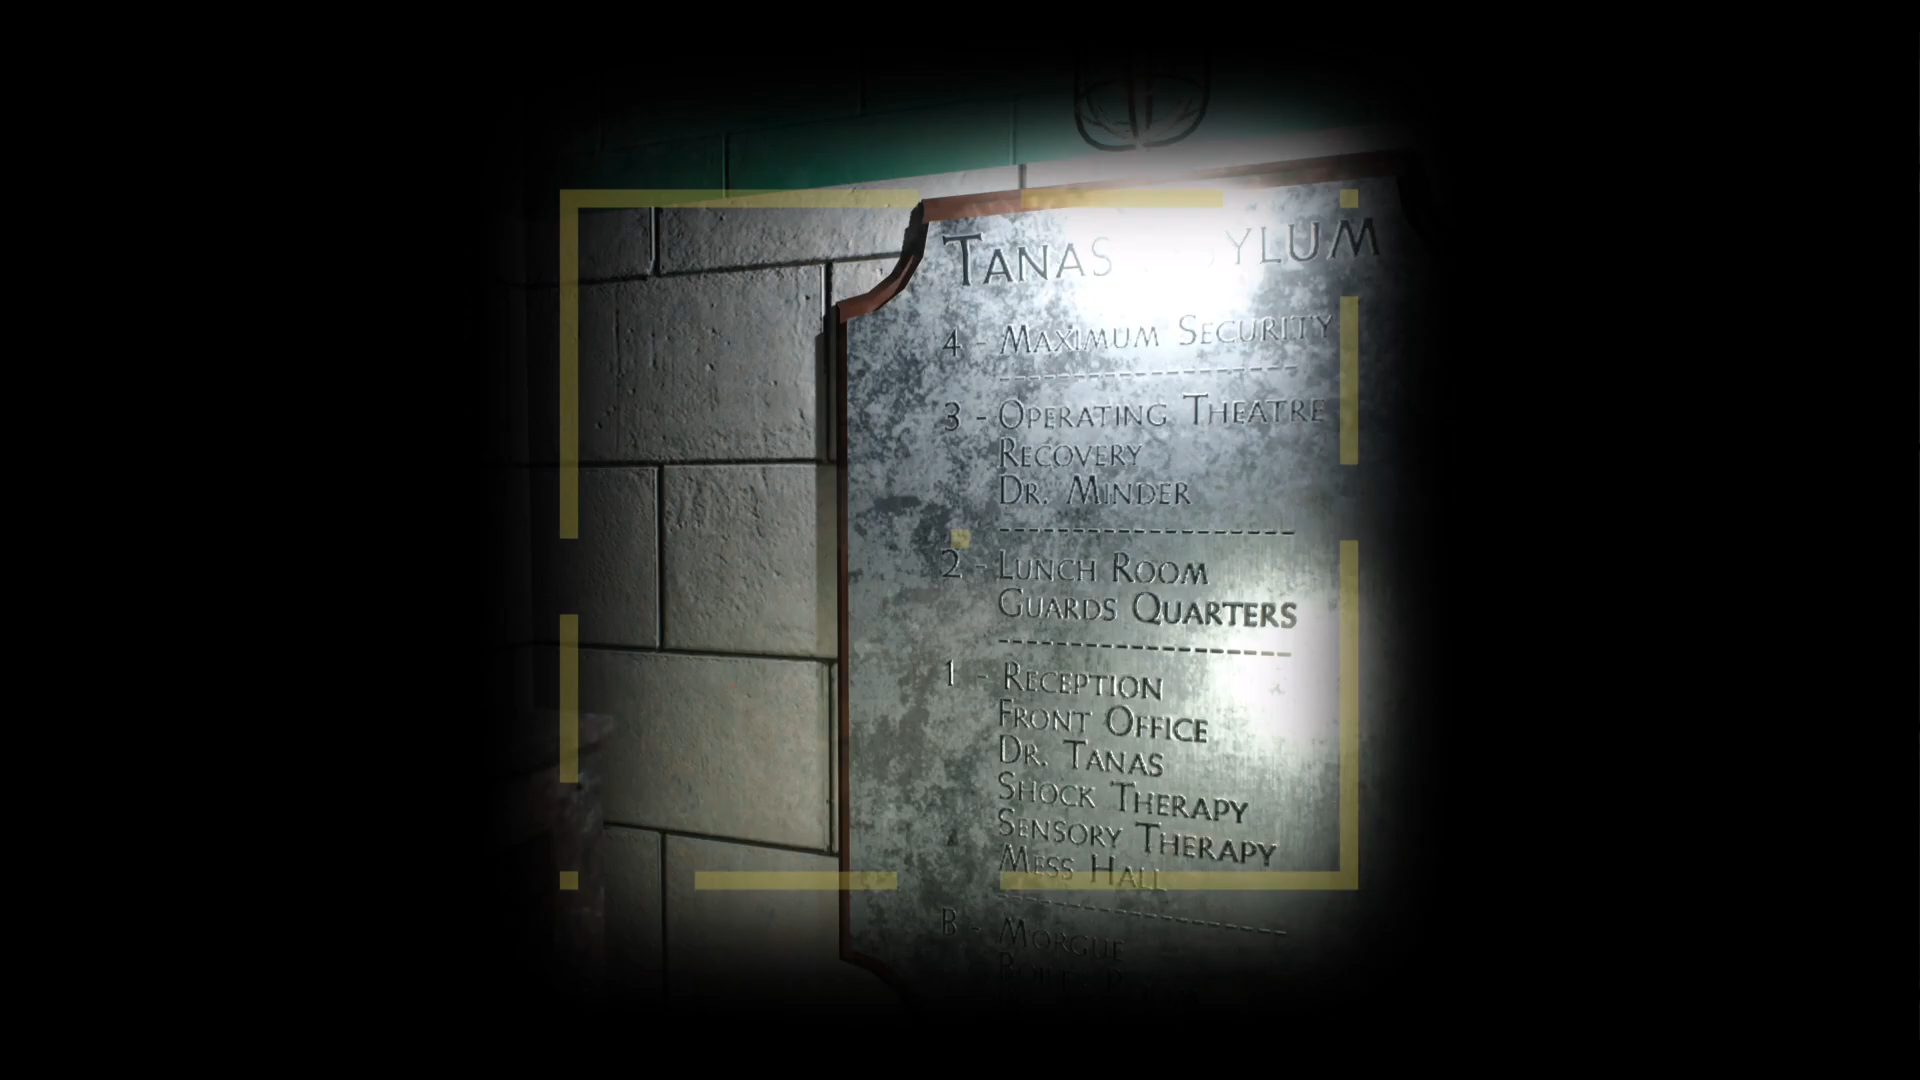 TANAS YLUM
4 - MAXIMUM SECURITY
3 - OPERATING THEATRE
RECOVERY
DR. MINDER
2 - LUNCH ROOM
GUARDS QUARTERS
1 - RECEPTION
FRONT OFFICE
DR. TANAS
SHOCK THERAPY
SENSORY THERAPY
MESS HALL
B - MORGUE